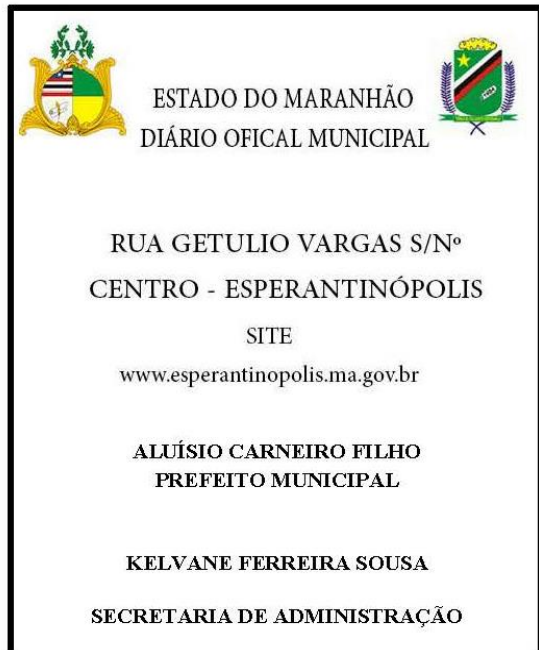 ESTADO DO MARANHÃO
DIÁRIO OFICAL MUNICIPAL
RUA GETULIO VARGAS S/Nº
CENTRO - ESPERANTINÓPOLIS
SITE
www.esperantinopolis.ma.gov.br
ALUÍSIO CARNEIRO FILHO
PREFEITO MUNICIPAL
KELVANE FERREIRA SOUSA
SECRETARIA DE ADMINISTRAÇÃO